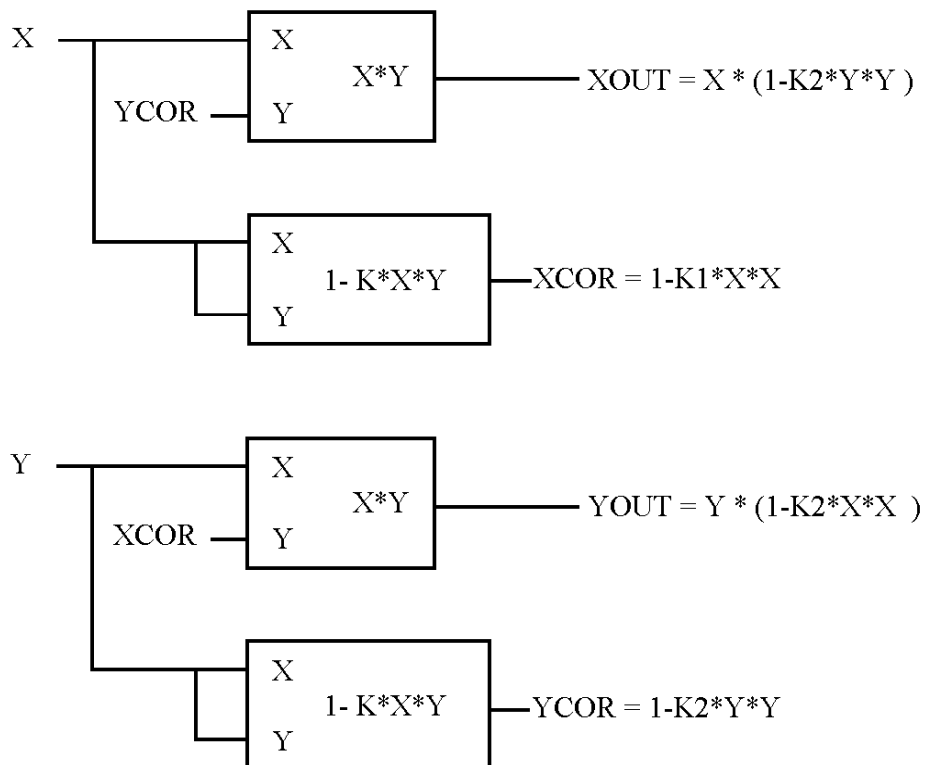 X
X
X*Y
XOUT = X * (1-K2*Y*Y )
YCOR
Y
X
1- K*X*Y
XCOR = 1-K1*X*X
Y
Y
X
X*Y
YOUT = Y * (1-K2*X*X )
XCOR
Y
X
1- K*X*Y
YCOR = 1-K2*Y*Y
Y